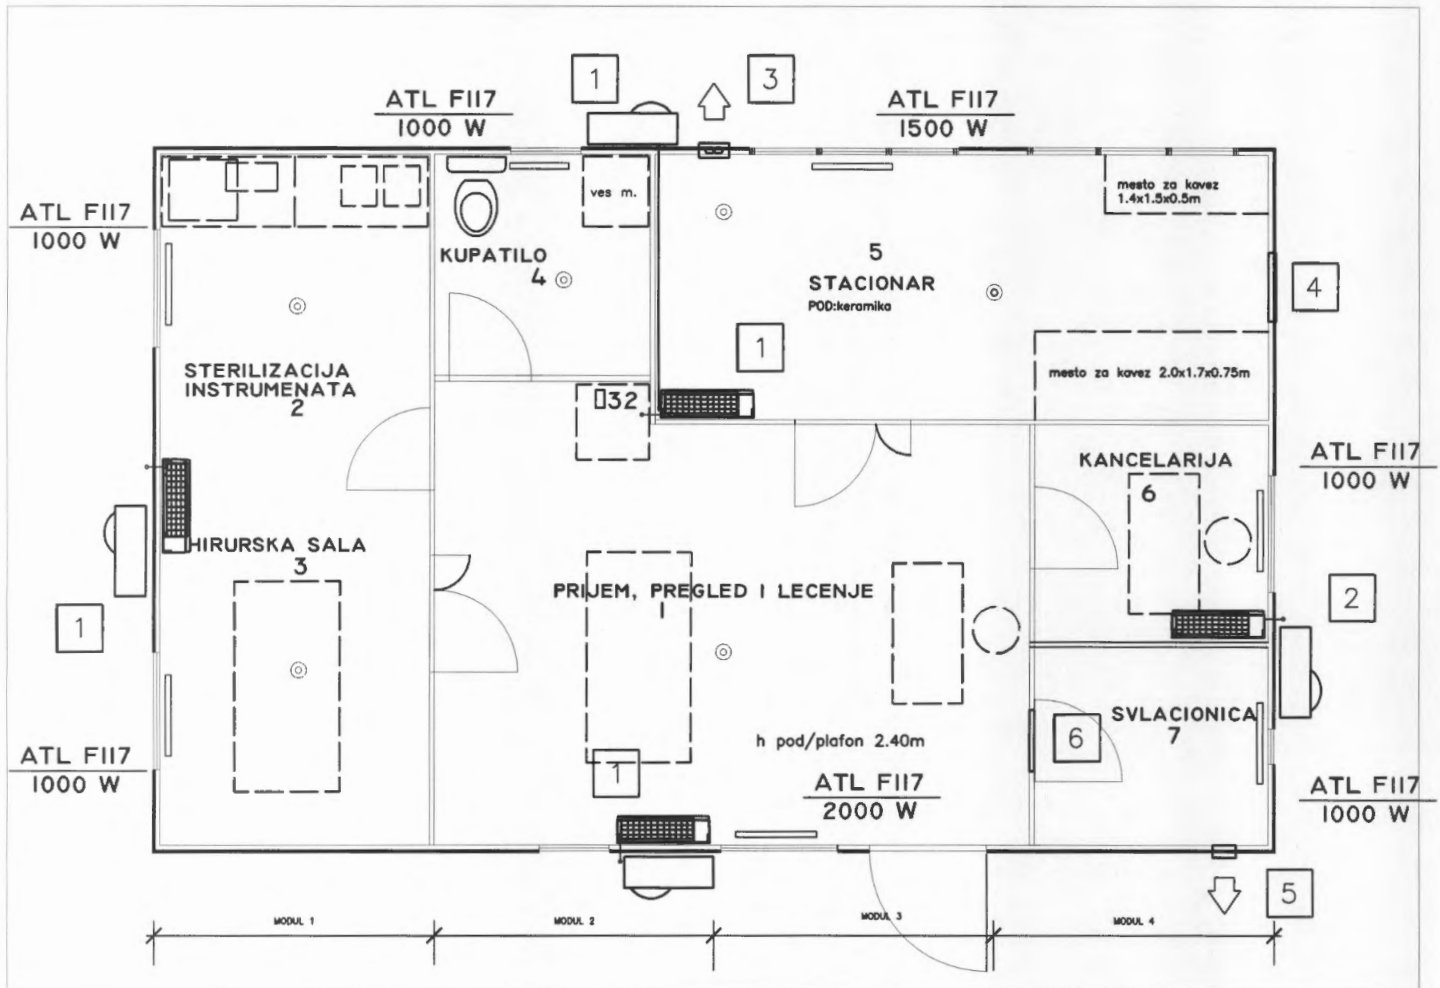 1
3
ATL F117
1000 W
ATL F117
1500 W
ATL F117
1000 W
ves m.
mesto za kavez
1.4x1.5x0.5m
KUPATILO
4
5
STACIONAR
POD:keramika
4
1
STERILIZACIJA
INSTRUMENATA
2
mesto za kavez 2.0x1.7x0.75m
▯32
KANCELARIJA
6
ATL F117
1000 W
HIRURSKA SALA
3
PRIJEM, PREGLED I LECENJE
1
2
1
SVLACIONICA
7
6
h pod/plafon 2.40m
1
ATL F117
1000 W
ATL F117
2000 W
ATL F117
1000 W
5
MODUL 1
MODUL 2
MODUL 3
MODUL 4